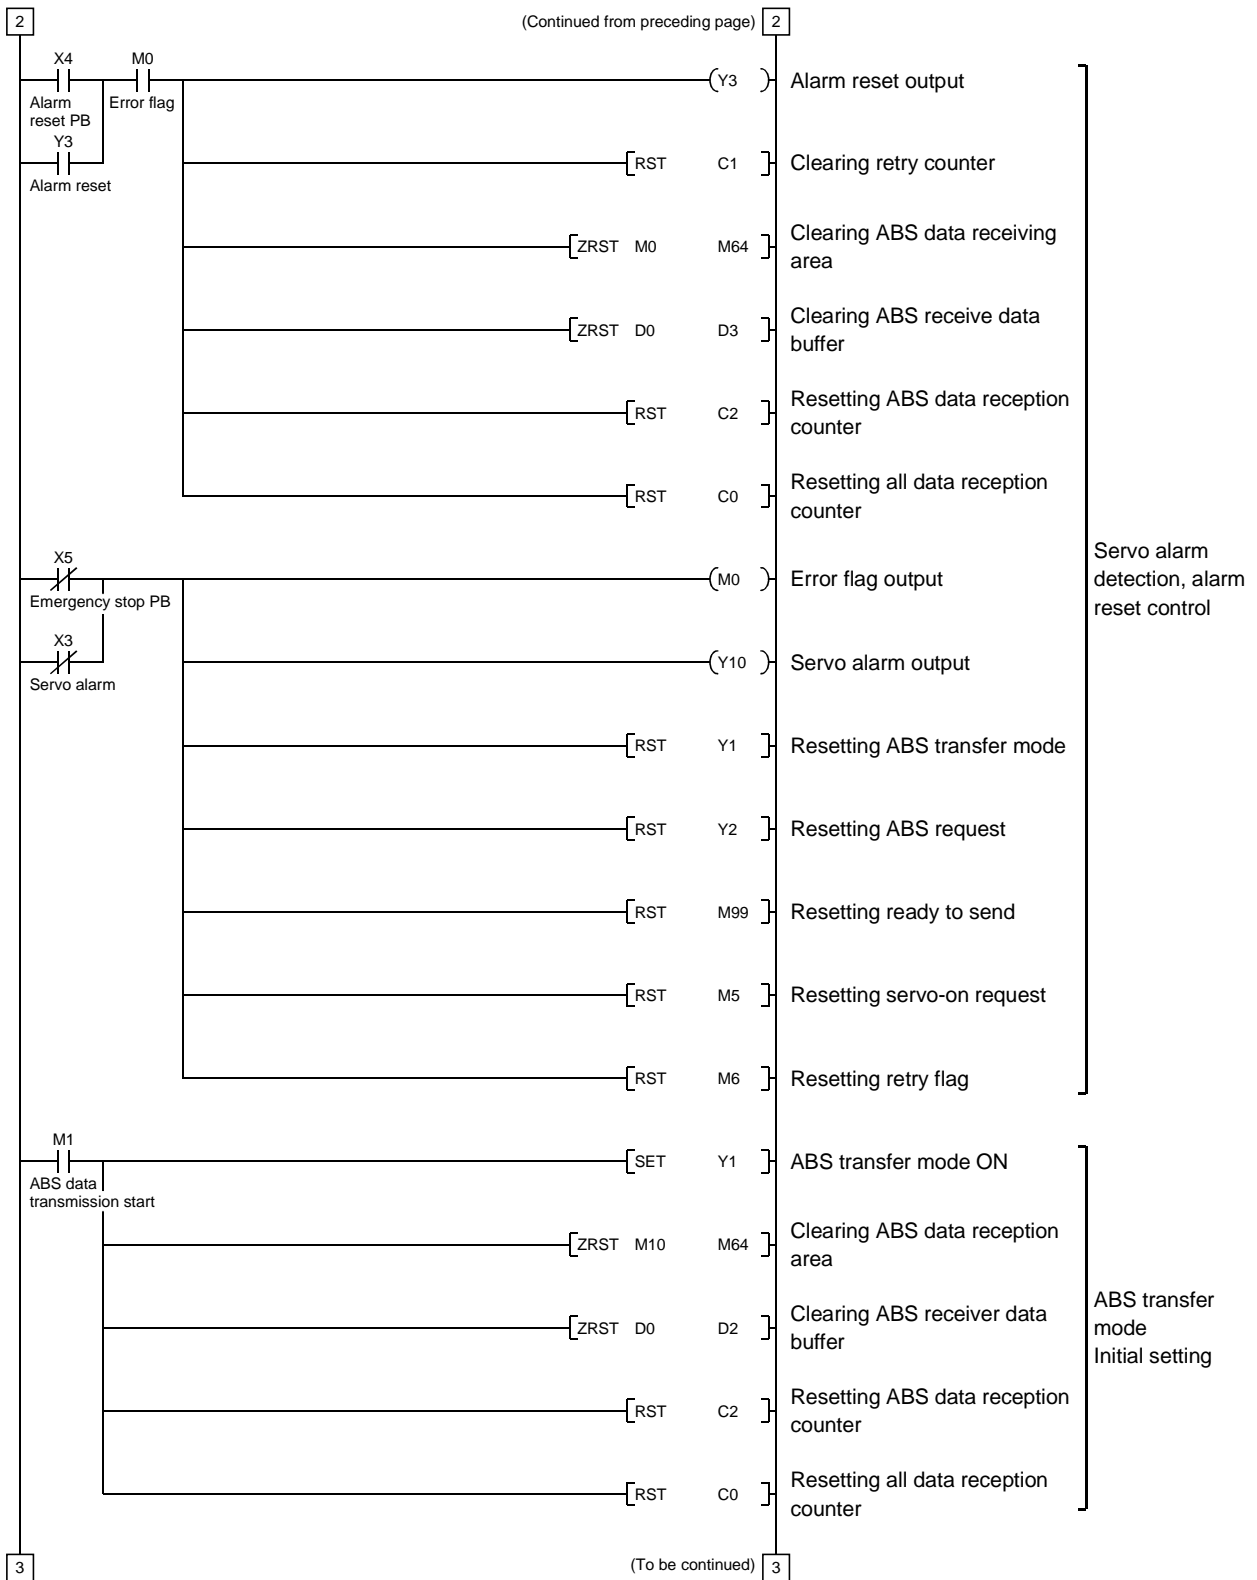 2
(Continued from preceding page)
2
X4
M0
Alarm
reset PB
Error flag
Y3
Alarm reset
Y3
Alarm reset output
RST C1
Clearing retry counter
ZRST M0 M64
Clearing ABS data receiving
area
ZRST D0 D3
Clearing ABS receive data
buffer
RST C2
Resetting ABS data reception
counter
RST C0
Resetting all data reception
counter
X5
Emergency stop PB
X3
Servo alarm
M0
Error flag output
Y10
Servo alarm output
RST Y1
Resetting ABS transfer mode
RST Y2
Resetting ABS request
RST M99
Resetting ready to send
RST M5
Resetting servo-on request
RST M6
Resetting retry flag
Servo alarm
detection, alarm
reset control
M1
ABS data
transmission start
SET Y1
ABS transfer mode ON
ZRST M10 M64
Clearing ABS data reception
area
ZRST D0 D2
Clearing ABS receiver data
buffer
RST C2
Resetting ABS data reception
counter
RST C0
Resetting all data reception
counter
ABS transfer
mode
Initial setting
3
(To be continued)
3